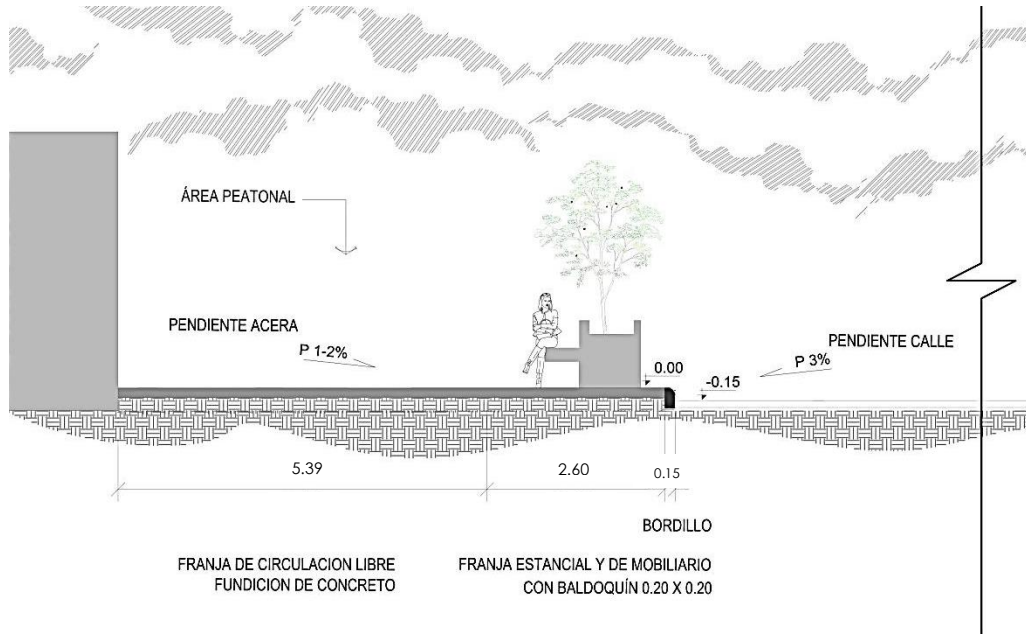 ÁREA PEATONAL
PENDIENTE ACERA
P 1-2%
PENDIENTE CALLE
P 3%
0.00
-0.15
5.39
2.60
0.15
BORDILLO
FRANJA DE CIRCULACION LIBRE
FUNDICION DE CONCRETO
FRANJA ESTANCIAL Y DE MOBILIARIO
CON BALDOQUÍN 0.20 X 0.20